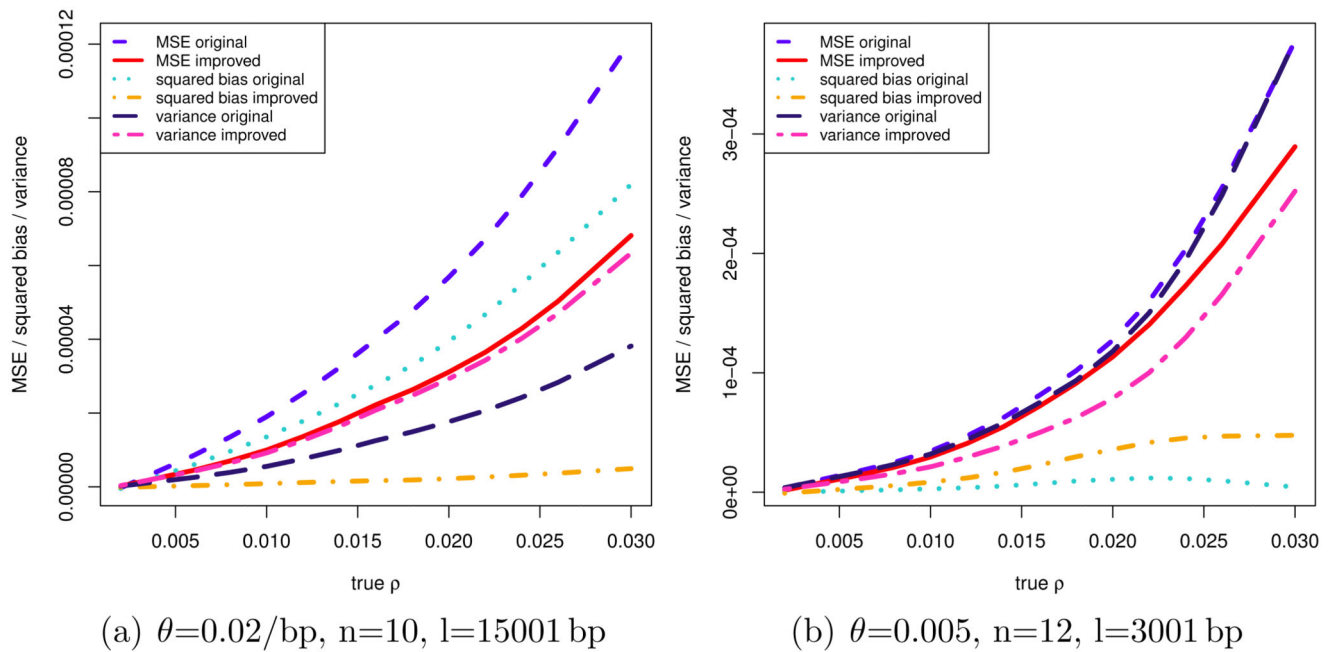 MSE / squared bias / variance
0.00012
0.00008
0.00004
0.00000
MSE original
MSE improved
squared bias original
squared bias improved
variance original
variance improved
0.005 0.010 0.015 0.020 0.025 0.030
true ρ
(a) θ=0.02/bp, n=10, l=15001 bp
MSE / squared bias / variance
3e-04
2e-04
1e-04
0e+00
MSE original
MSE improved
squared bias original
squared bias improved
variance original
variance improved
0.005 0.010 0.015 0.020 0.025 0.030
true ρ
(b) θ=0.005, n=12, l=3001 bp